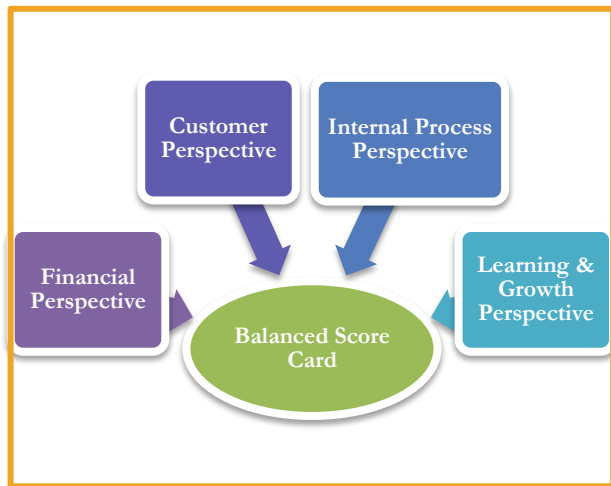 Customer
Perspective
Internal Process
Perspective
Financial
Perspective
Learning &
Growth
Perspective
Balanced Score
Card